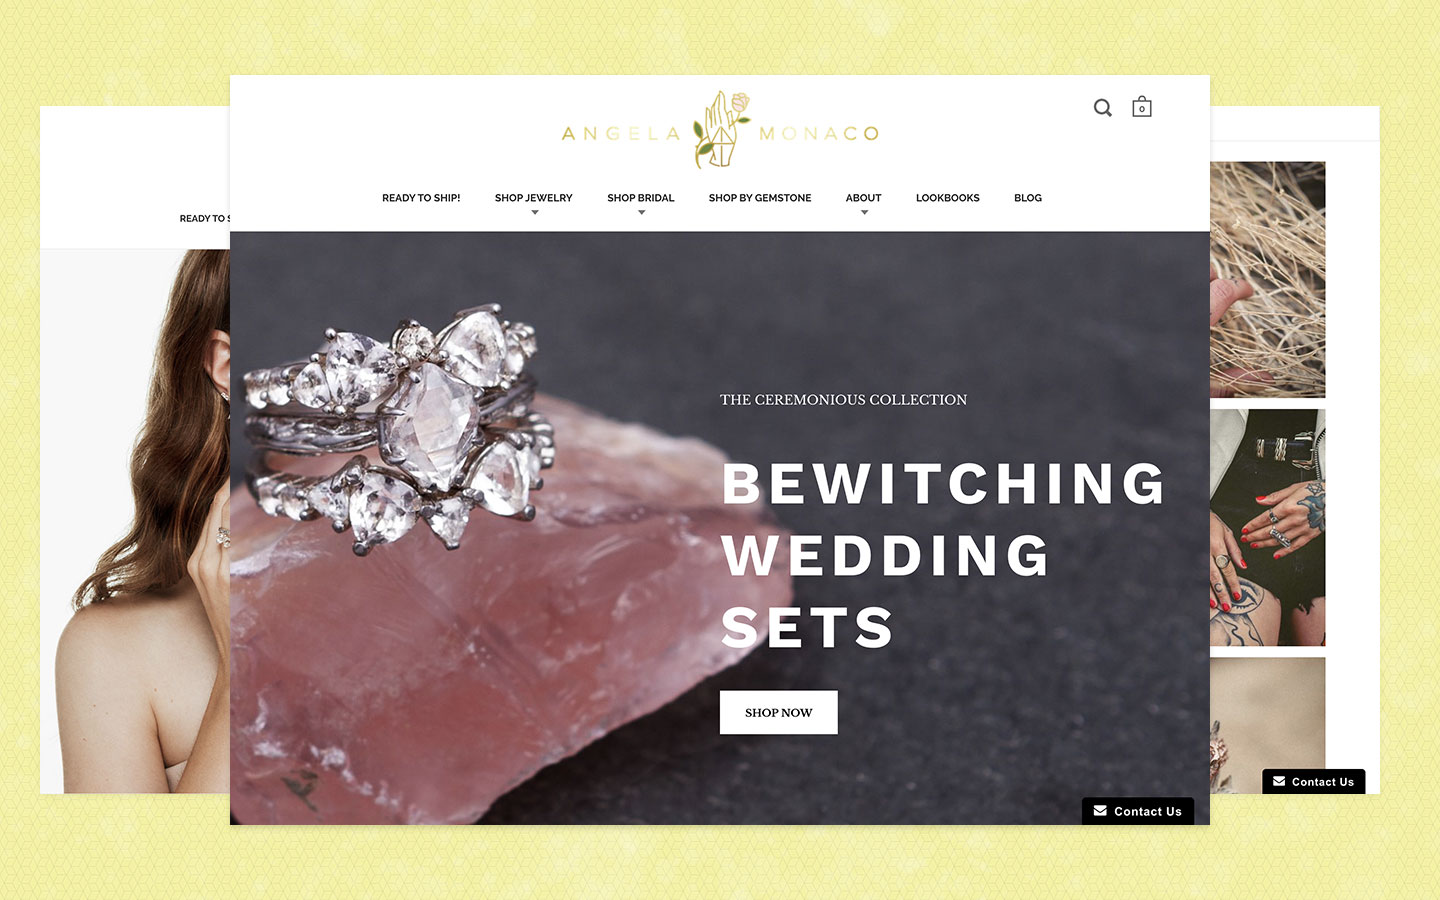 ANGELA MONACO
0
READY TO SHIP! SHOP JEWELRY SHOP BRIDAL SHOP BY GEMSTONE ABOUT LOOKBOOKS BLOG
READY TO
THE CEREMONIOUS COLLECTION
BEWITCHING
WEDDING
SETS
SHOP NOW
Contact Us
Contact Us